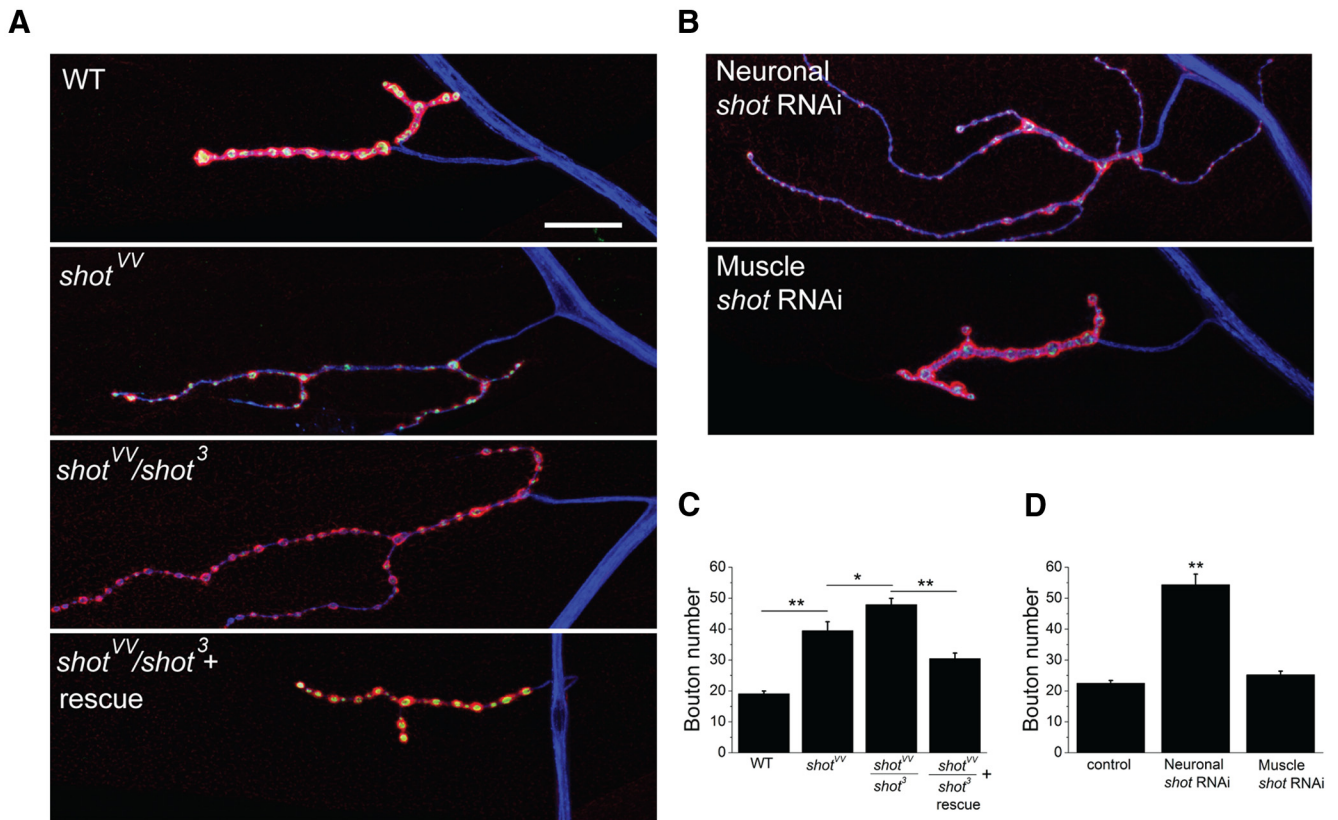 A
WT
shot^VV
shot^VV/shot^3
shot^VV/shot^3+
rescue
B
Neuronal
shot RNAi
Muscle
shot RNAi
C
Bouton number
60
50
40
30
20
10
0
**
*
**
WT
shot^VV
shot^VV
shot^3
shot^VV +
shot^3
rescue
D
Bouton number
60
50
40
30
20
10
0
**
control
Neuronal
shot RNAi
Muscle
shot RNAi